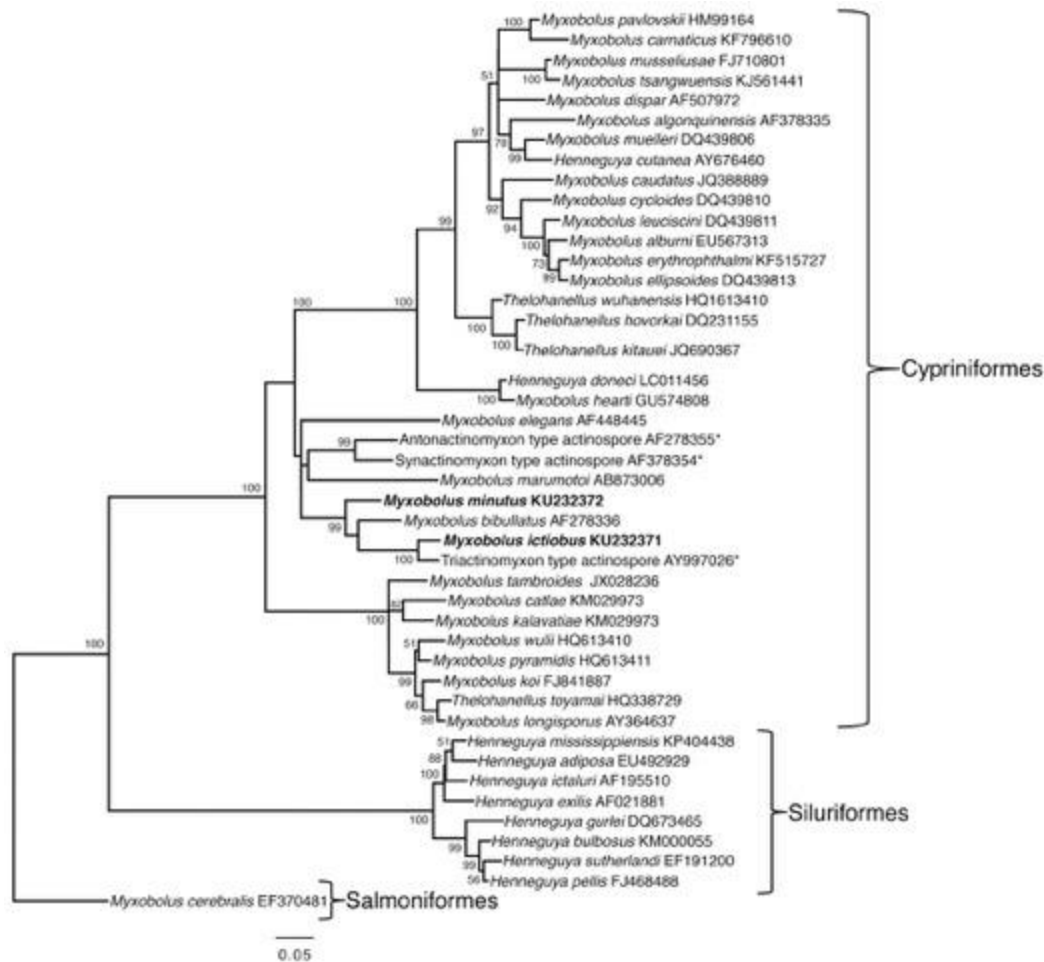 100
Myxobolus pavlovskii HM99164
Myxobolus carnaticus KF796610
51
Myxobolus musseliusae FJ710801
100
Myxobolus tsangwuensis KJ561441
Myxobolus dispar AF507972
97
Myxobolus algonquinensis AF378335
78
Myxobolus muelleri DQ439806
99
Henneguya cutanea AY676460
Myxobolus caudatus JQ388889
92
Myxobolus cycloides DQ439810
94
Myxobolus leuciscini DQ439811
100
Myxobolus alburni EU567313
73
Myxobolus erythrophthalmi KF515727
99
Myxobolus ellipsoides DQ439813
99
Thelohanellus wuhanensis HQ1613410
100
Thelohanellus hovorkai DQ231155
100
Thelohanellus kitauei JQ690367
100
100
Henneguya doneci LC011456
100
Myxobolus hearti GU574808
Cypriniformes
Myxobolus elegans AF448445
99
Antonactinomyxon type actinospore AF278355*
Synactinomyxon type actinospore AF378354*
Myxobolus marumotoi AB873006
100
Myxobolus minutus KU232372
99
Myxobolus bibullatus AF278336
Myxobolus ictiobus KU232371
100
Triactinomyxon type actinospore AY997026*
Myxobolus tambroides JX028236
82
Myxobolus catlae KM029973
100
Myxobolus kalavatiae KM029973
51
Myxobolus wulii HQ613410
Myxobolus pyramidis HQ613411
99
Myxobolus koi FJ841887
66
Thelohanellus toyamai HQ338729
98
Myxobolus longisporus AY364637
100
51
Henneguya mississippiensis KP404438
88
Henneguya adiposa EU492929
100
Henneguya ictaluri AF195510
Henneguya exilis AF021881
100
Henneguya gurlei DQ673465
99
Henneguya bulbosus KM000055
99
Henneguya sutherlandi EF191200
56
Henneguya pellis FJ468488
Siluriformes
Myxobolus cerebralis EF370481
Salmoniformes
0.05